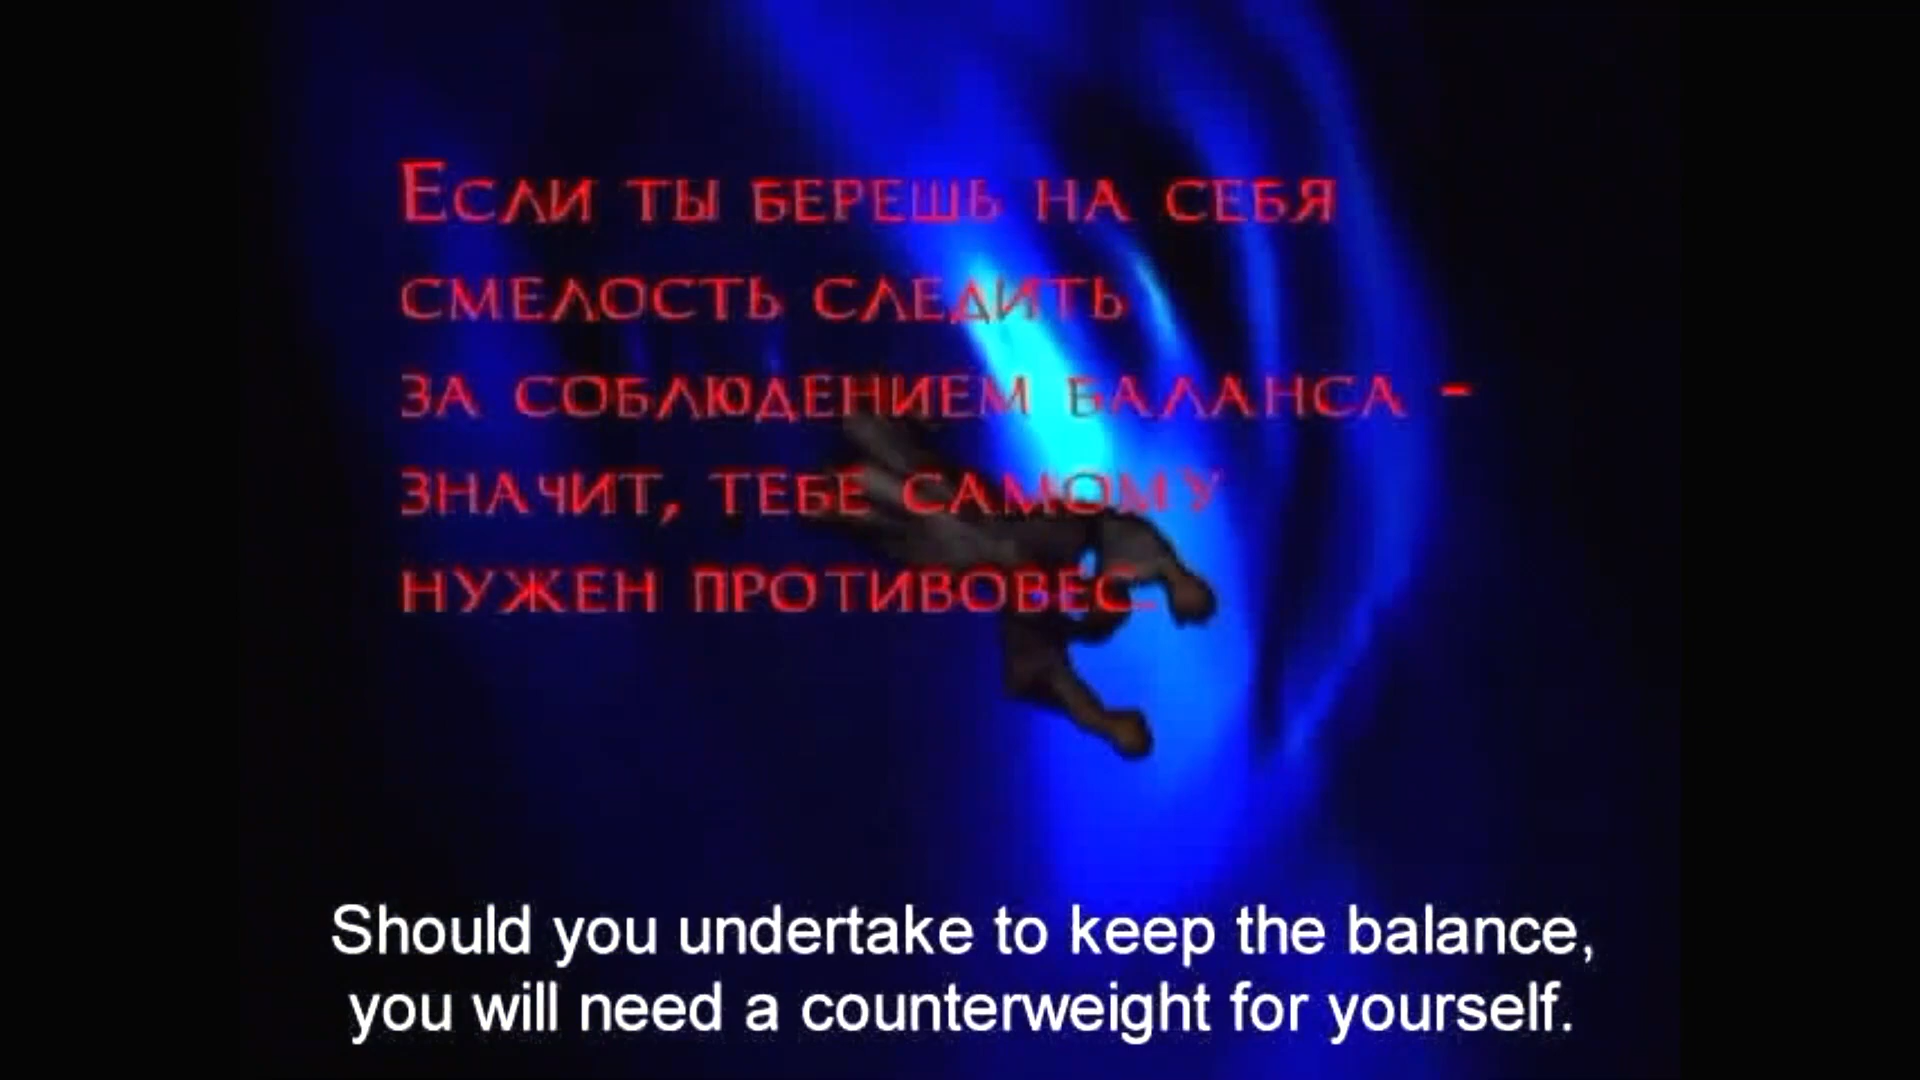 Если ты берешь на себя
смелость следить
за соблюдением баланса -
значит, тебе самому
нужен противовес.
Should you undertake to keep the balance,
you will need a counterweight for yourself.